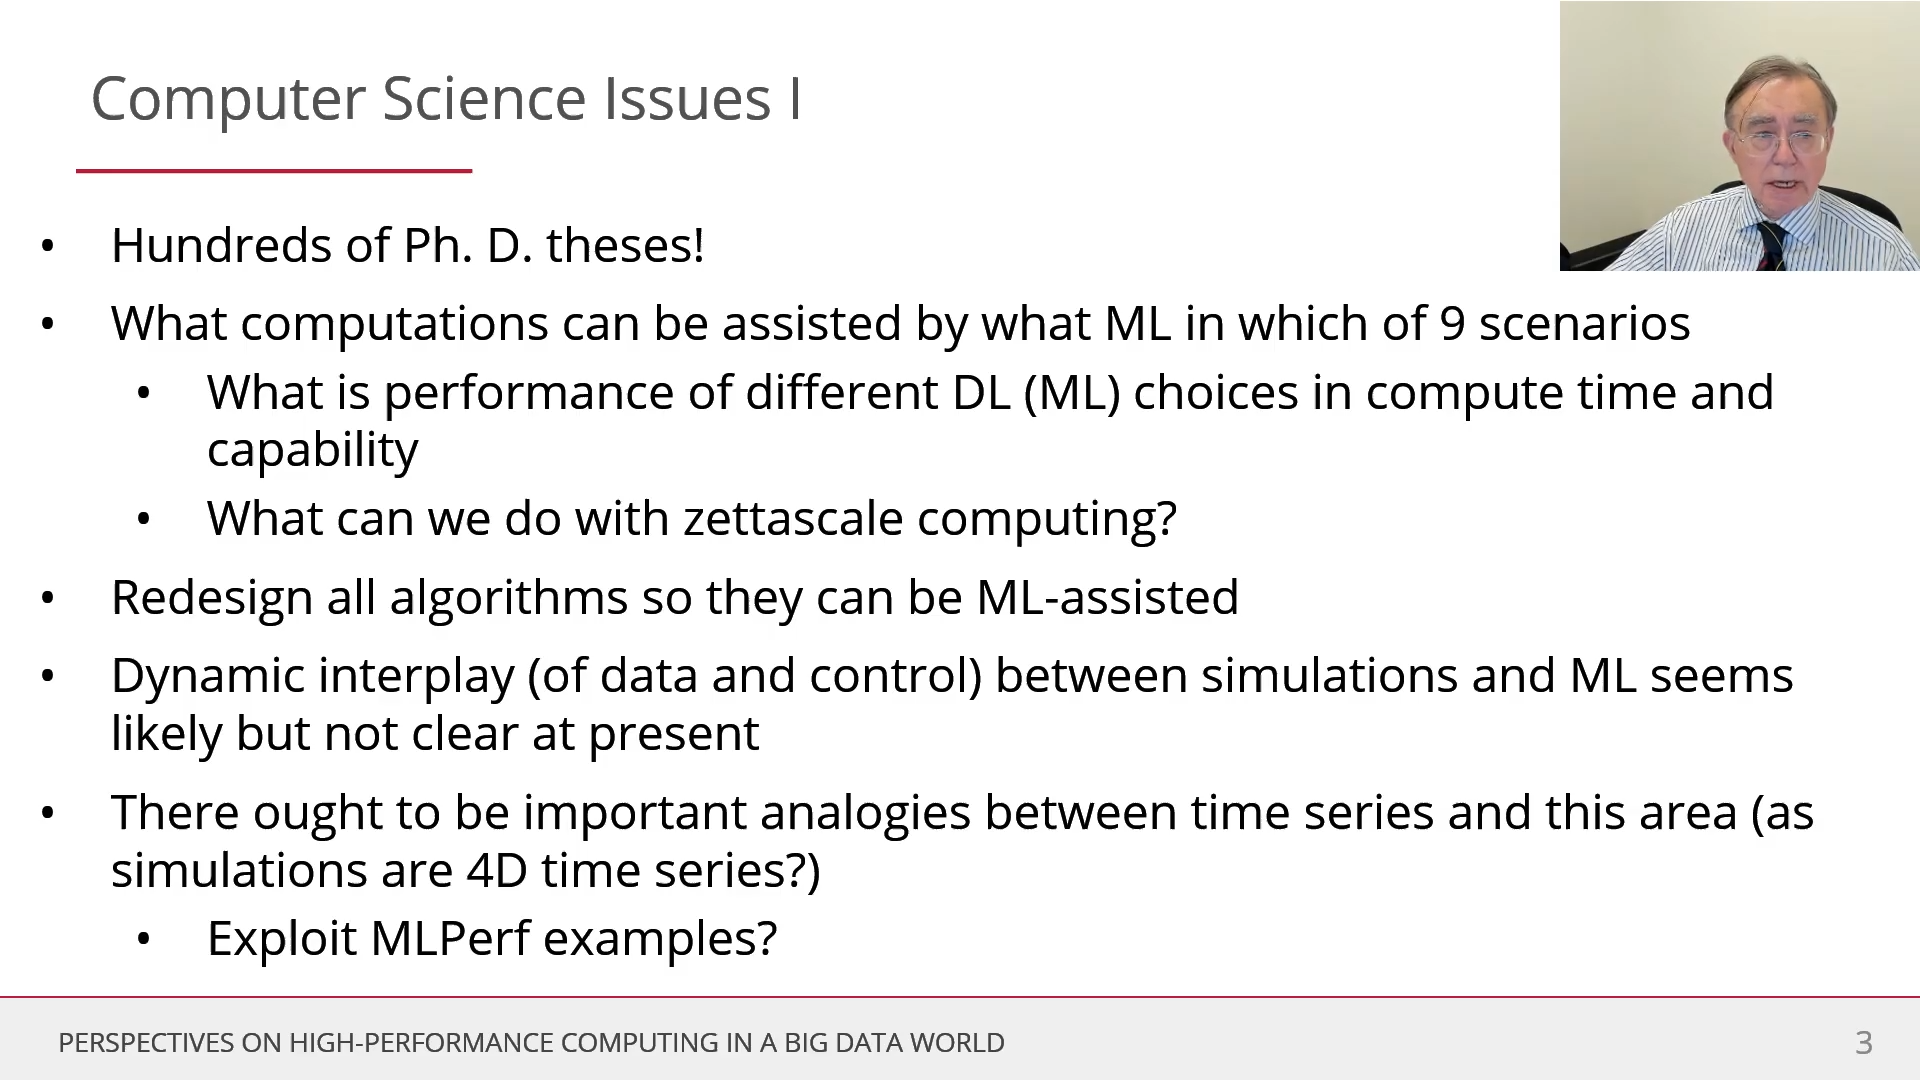 Computer Science Issues I
• Hundreds of Ph. D. theses!
• What computations can be assisted by what ML in which of 9 scenarios
• What is performance of different DL (ML) choices in compute time and
capability
• What can we do with zettascale computing?
• Redesign all algorithms so they can be ML-assisted
• Dynamic interplay (of data and control) between simulations and ML seems
likely but not clear at present
• There ought to be important analogies between time series and this area (as
simulations are 4D time series?)
• Exploit MLPerf examples?
PERSPECTIVES ON HIGH-PERFORMANCE COMPUTING IN A BIG DATA WORLD
3